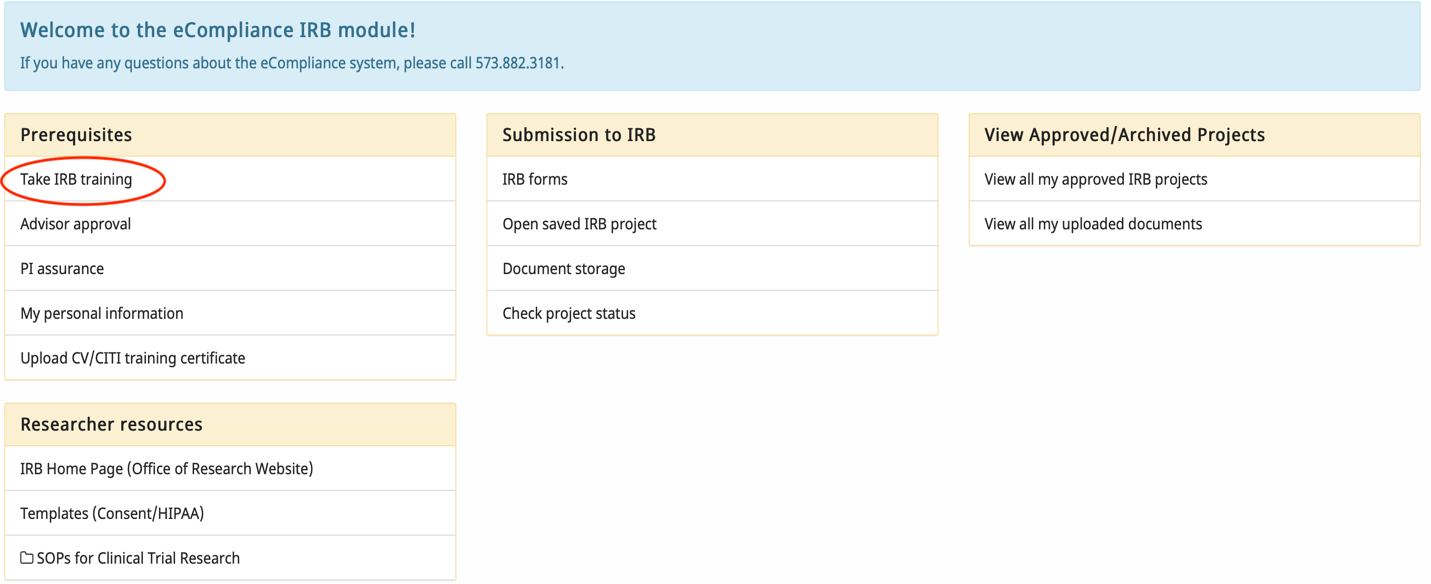 Welcome to the eCompliance IRB module!
If you have any questions about the eCompliance system, please call 573.882.3181.
Prerequisites
Take IRB training
Advisor approval
PI assurance
My personal information
Upload CV/CITI training certificate
Submission to IRB
IRB forms
Open saved IRB project
Document storage
Check project status
View Approved/Archived Projects
View all my approved IRB projects
View all my uploaded documents
Researcher resources
IRB Home Page (Office of Research Website)
Templates (Consent/HIPAA)
SOPs for Clinical Trial Research